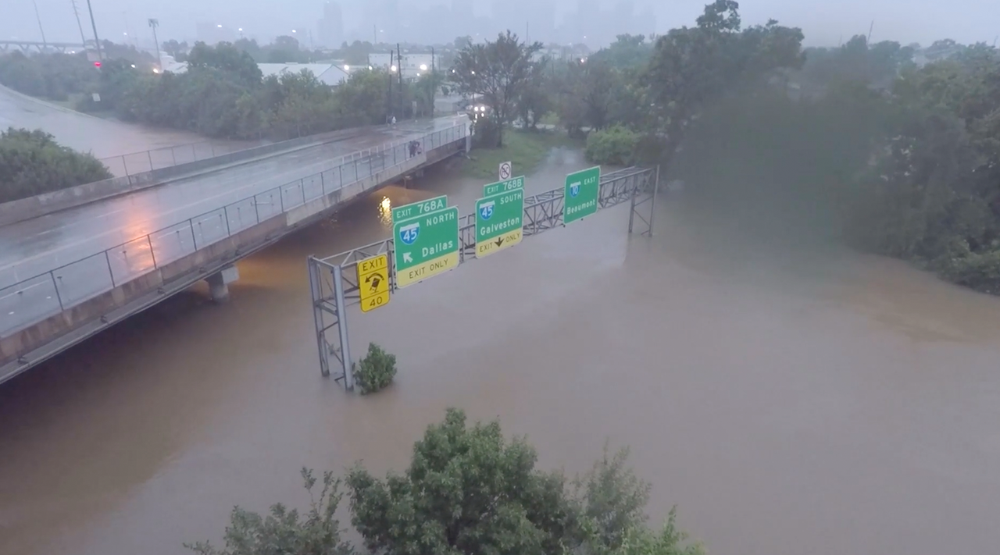 EXIT
40
EXIT 768A
45 NORTH
Dallas
EXIT ONLY
EXIT 768B
45 SOUTH
Galveston
EXIT ONLY
10 EAST
Beaumont